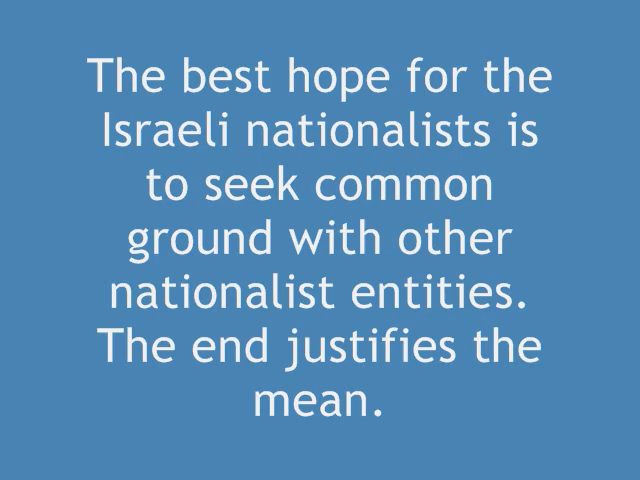 The best hope for the
Israeli nationalists is
to seek common
ground with other
nationalist entities.
The end justifies the
mean.